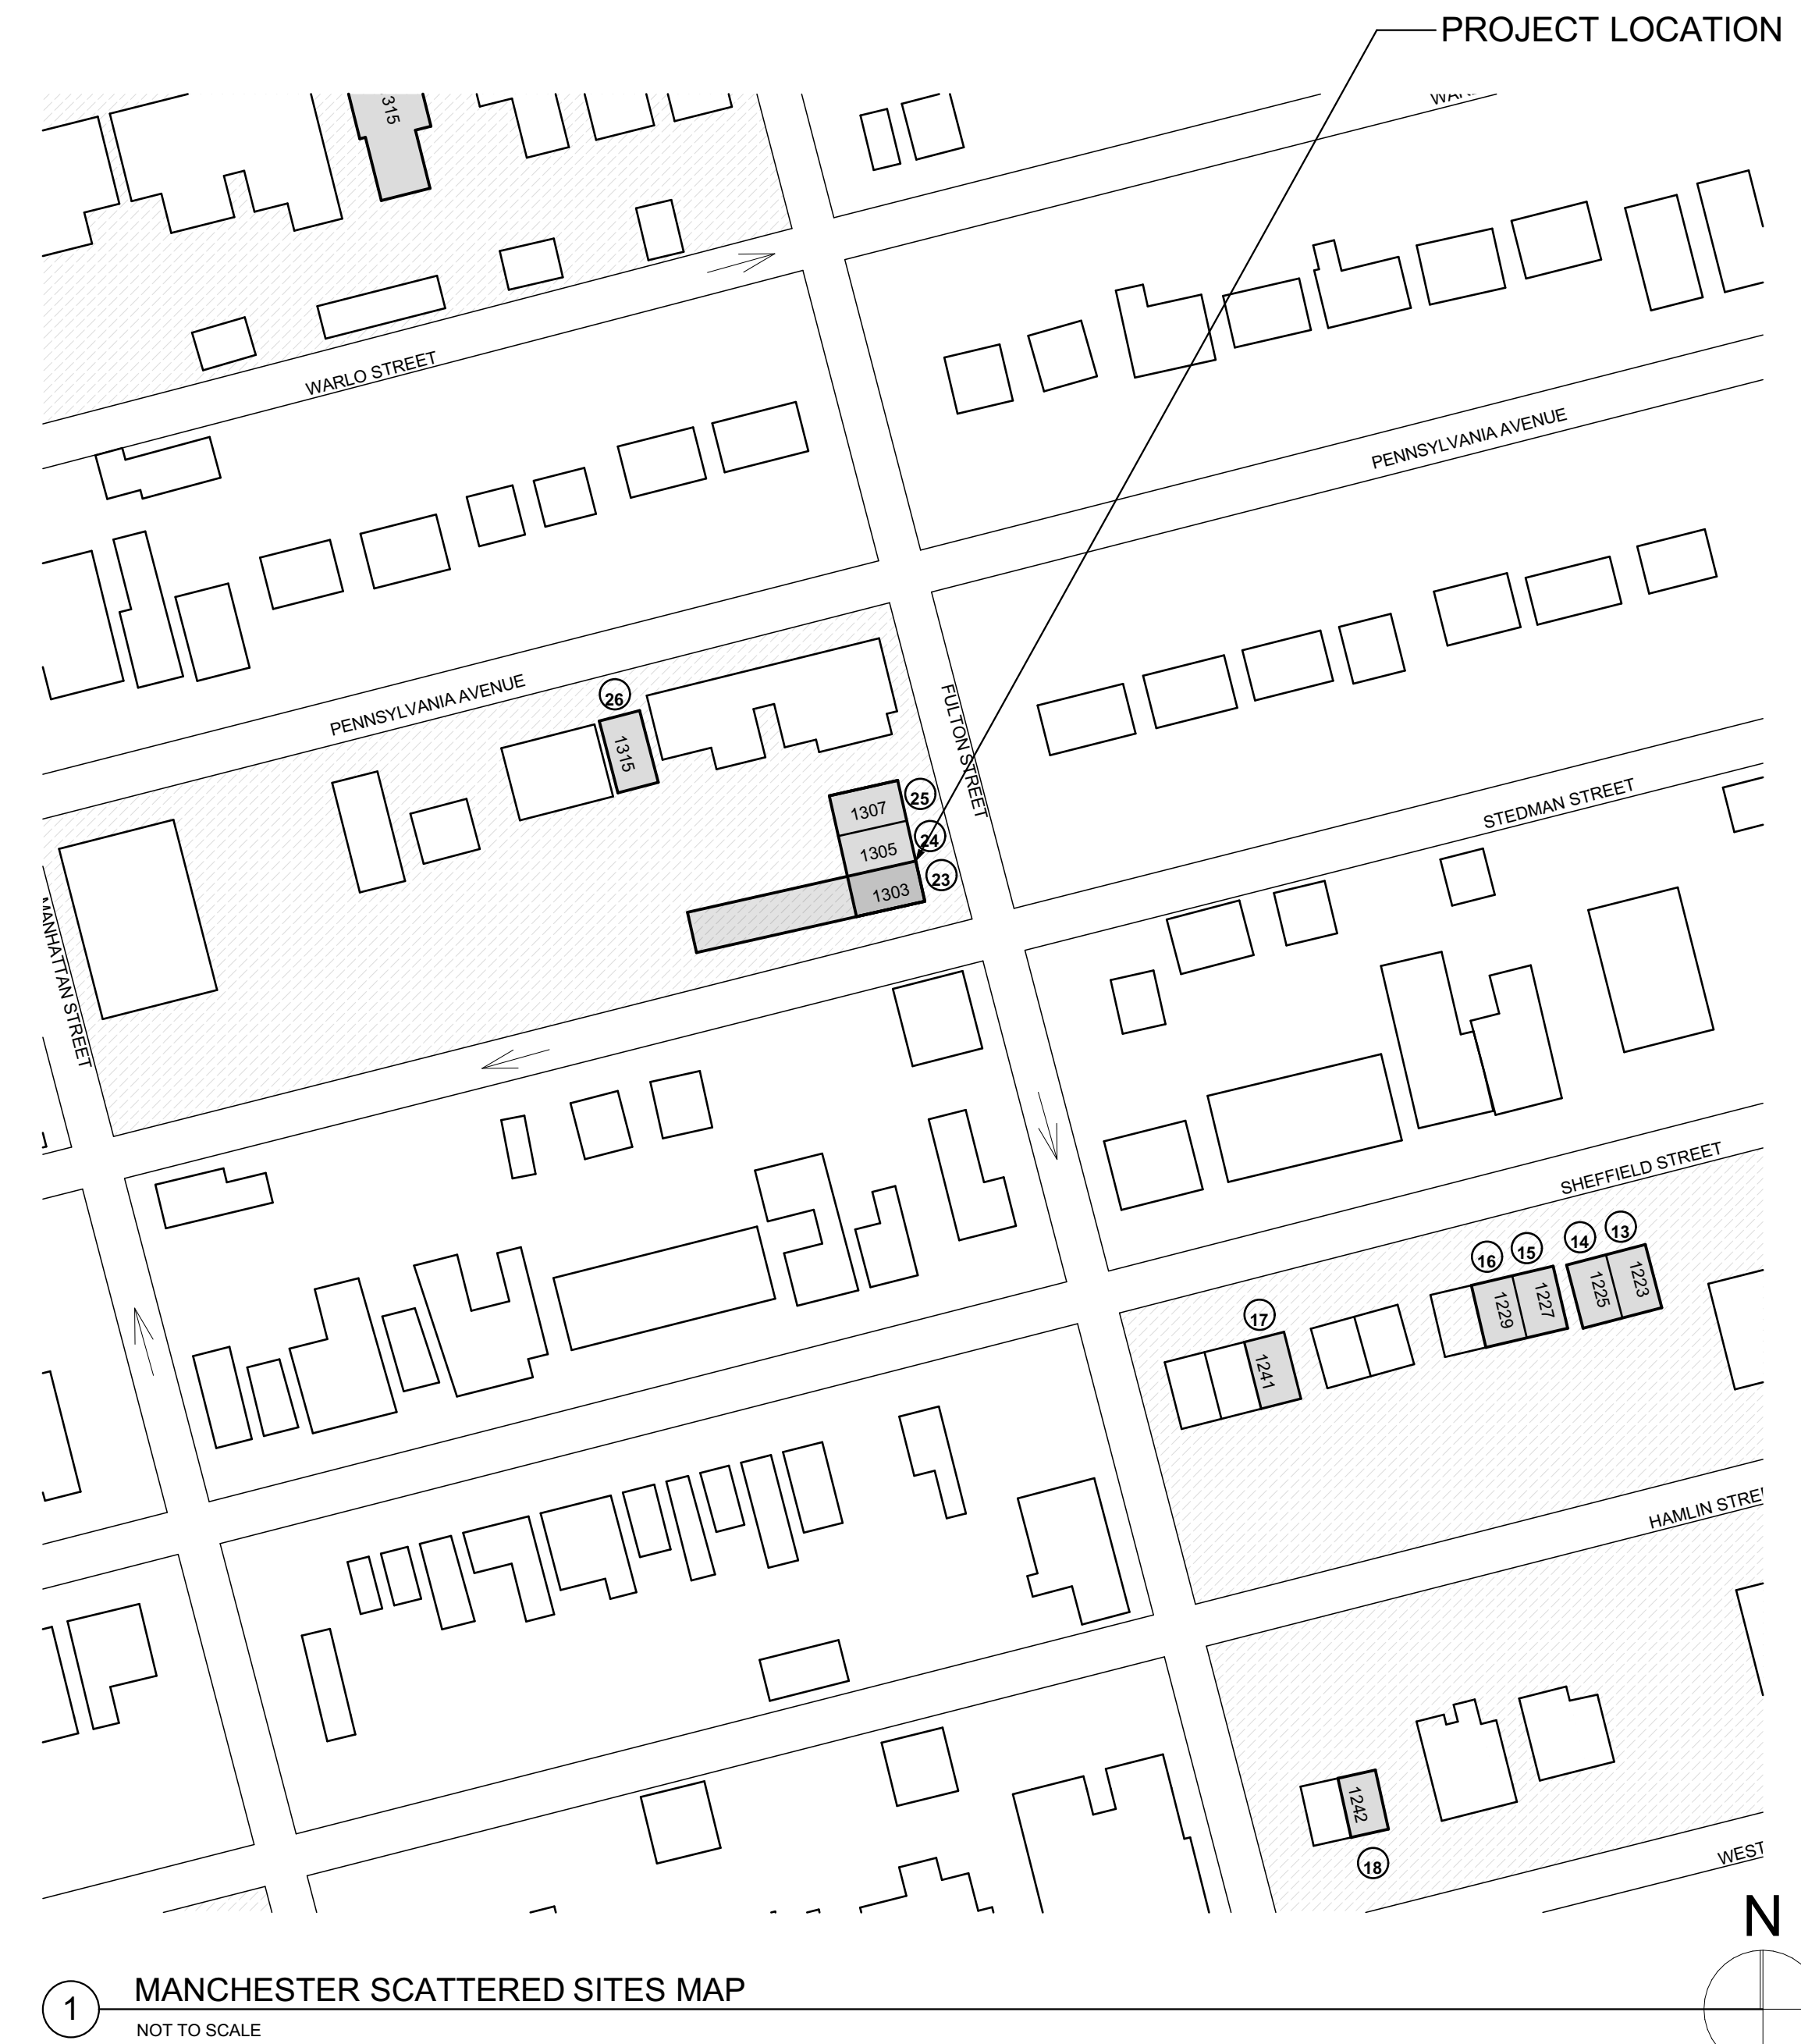 PROJECT LOCATION
WARLO STREET
PENNSYLVANIA AVENUE
PENNSYLVANIA AVENUE
26
1315
FULTON STREET
1307
25
1305
24
1303
23
STEDMAN STREET
MANHATTAN STREET
SHEFFIELD STREET
16
15
14
13
1229
1227
1225
1223
17
1241
HAMLIN
1242
18
WEST
N
1
MANCHESTER SCATTERED SITES MAP
NOT TO SCALE